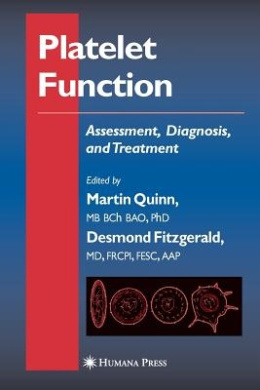 Platelet
Function
Assessment, Diagnosis,
and Treatment
Edited by
Martin Quinn,
MB BCh BAO, PhD
Desmond Fitzgerald,
MD, FRCPI, FESC, AAP
HUMANA PRESS